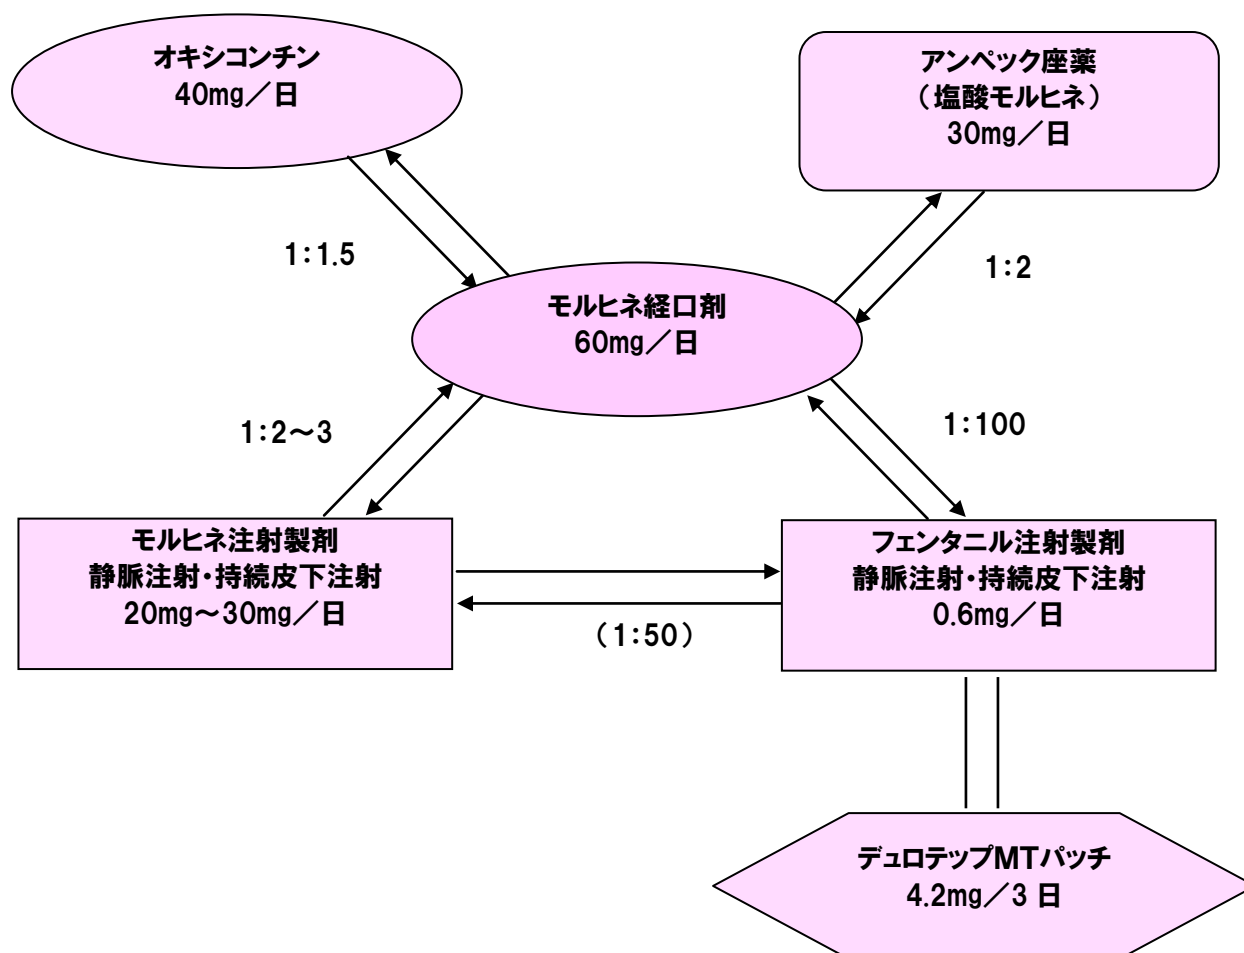 オキシコンチン
40mg／日
アンペック座薬
（塩酸モルヒネ）
30mg／日
1：1.5
1：2
モルヒネ経口剤
60mg／日
1：2～3
1：100
モルヒネ注射製剤
静脈注射・持続皮下注射
20mg～30mg／日
フェンタニル注射製剤
静脈注射・持続皮下注射
0.6mg／日
（1：50）
デュロテップMTパッチ
4.2mg／3 日